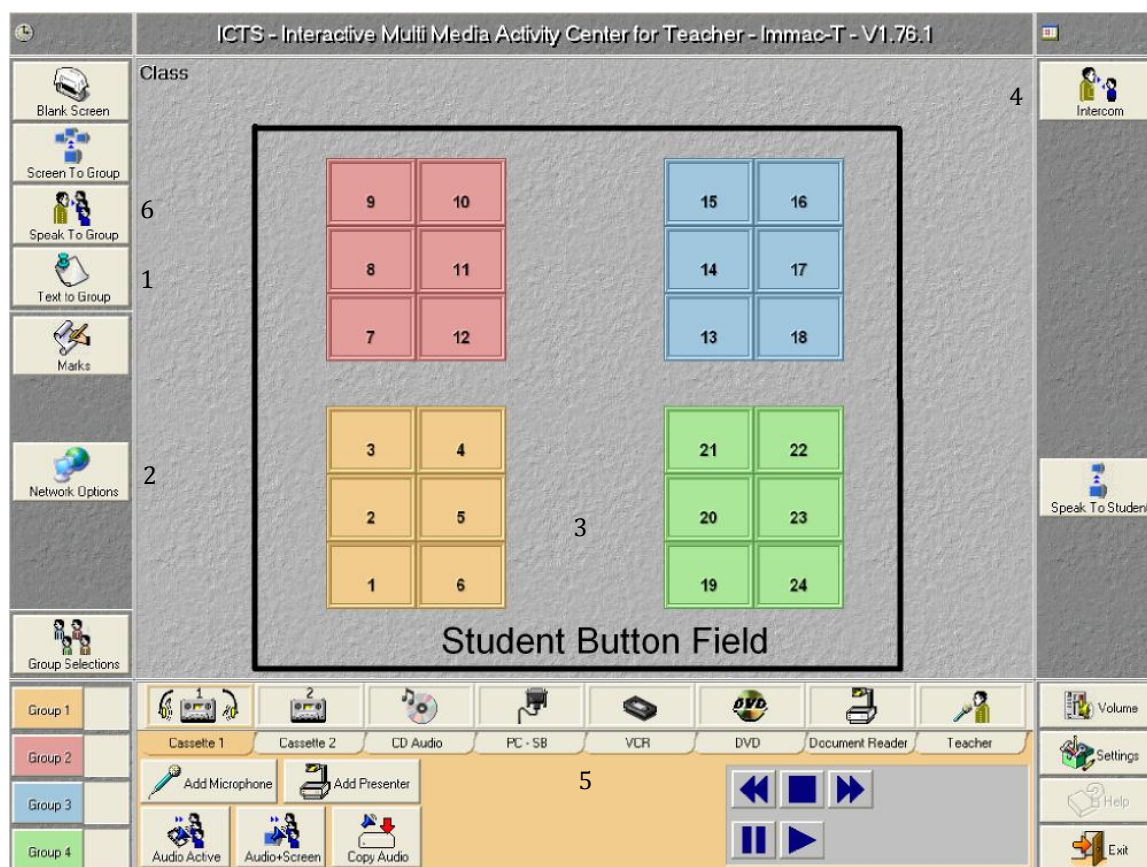 ICTS - Interactive Multi Media Activity Center for Teacher - Immac-T - V1.76.1
Class
Blank Screen
Screen To Group
Speak To Group
Text to Group
Marks
Network Options
Group Selections
6
1
2
4
Intercom
Speak To Student
9 10
8 11
7 12
15 16
14 17
13 18
3 4
2 5
1 6
21 22
20 23
19 24
3
Student Button Field
Group 1
Group 2
Group 3
Group 4
1 2 DVD
Cassette 1 Cassette 2 CD Audio PC - SB VCR DVD Document Reader Teacher
Add Microphone Add Presenter
5
Audio Active Audio+Screen Copy Audio
Volume
Settings
Help
Exit